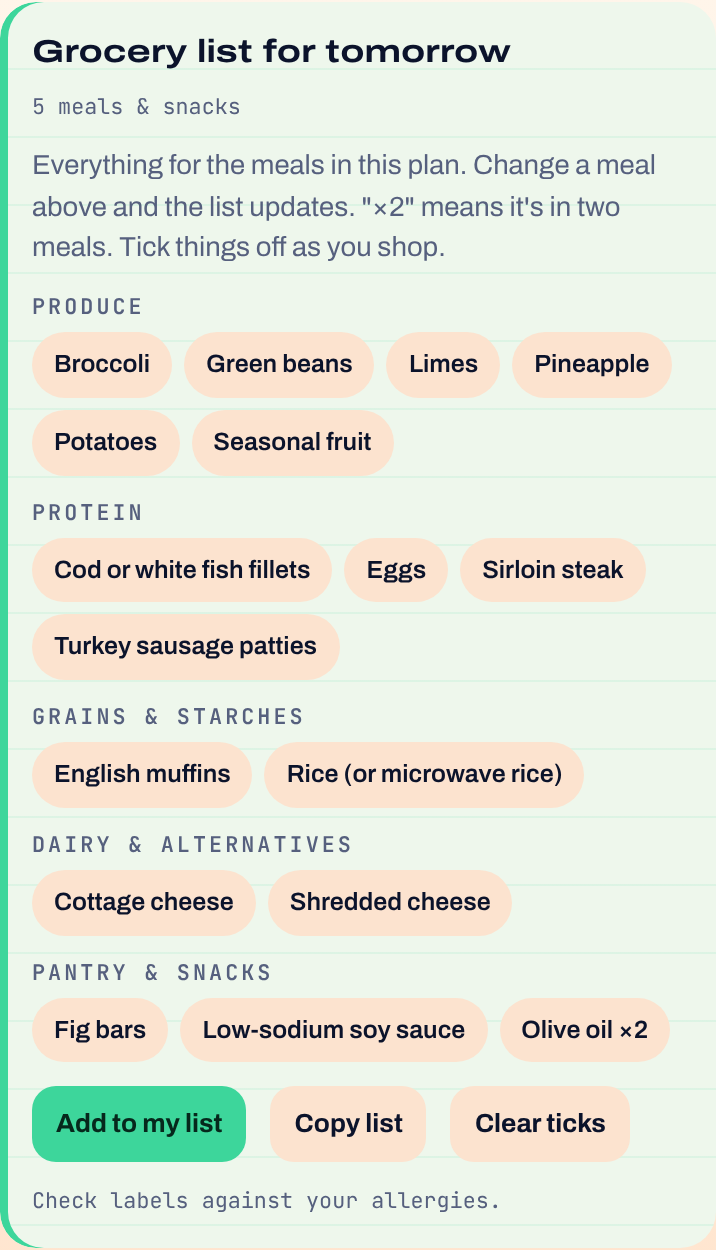 Grocery list for tomorrow
5 meals & snacks
Everything for the meals in this plan. Change a meal
above and the list updates. "×2" means it's in two
meals. Tick things off as you shop.
PRODUCE
Broccoli Green beans Limes Pineapple
Potatoes Seasonal fruit
PROTEIN
Cod or white fish fillets Eggs Sirloin steak
Turkey sausage patties
GRAINS & STARCHES
English muffins Rice (or microwave rice)
DAIRY & ALTERNATIVES
Cottage cheese Shredded cheese
PANTRY & SNACKS
Fig bars Low-sodium soy sauce Olive oil ×2
Add to my list Copy list Clear ticks
Check labels against your allergies.